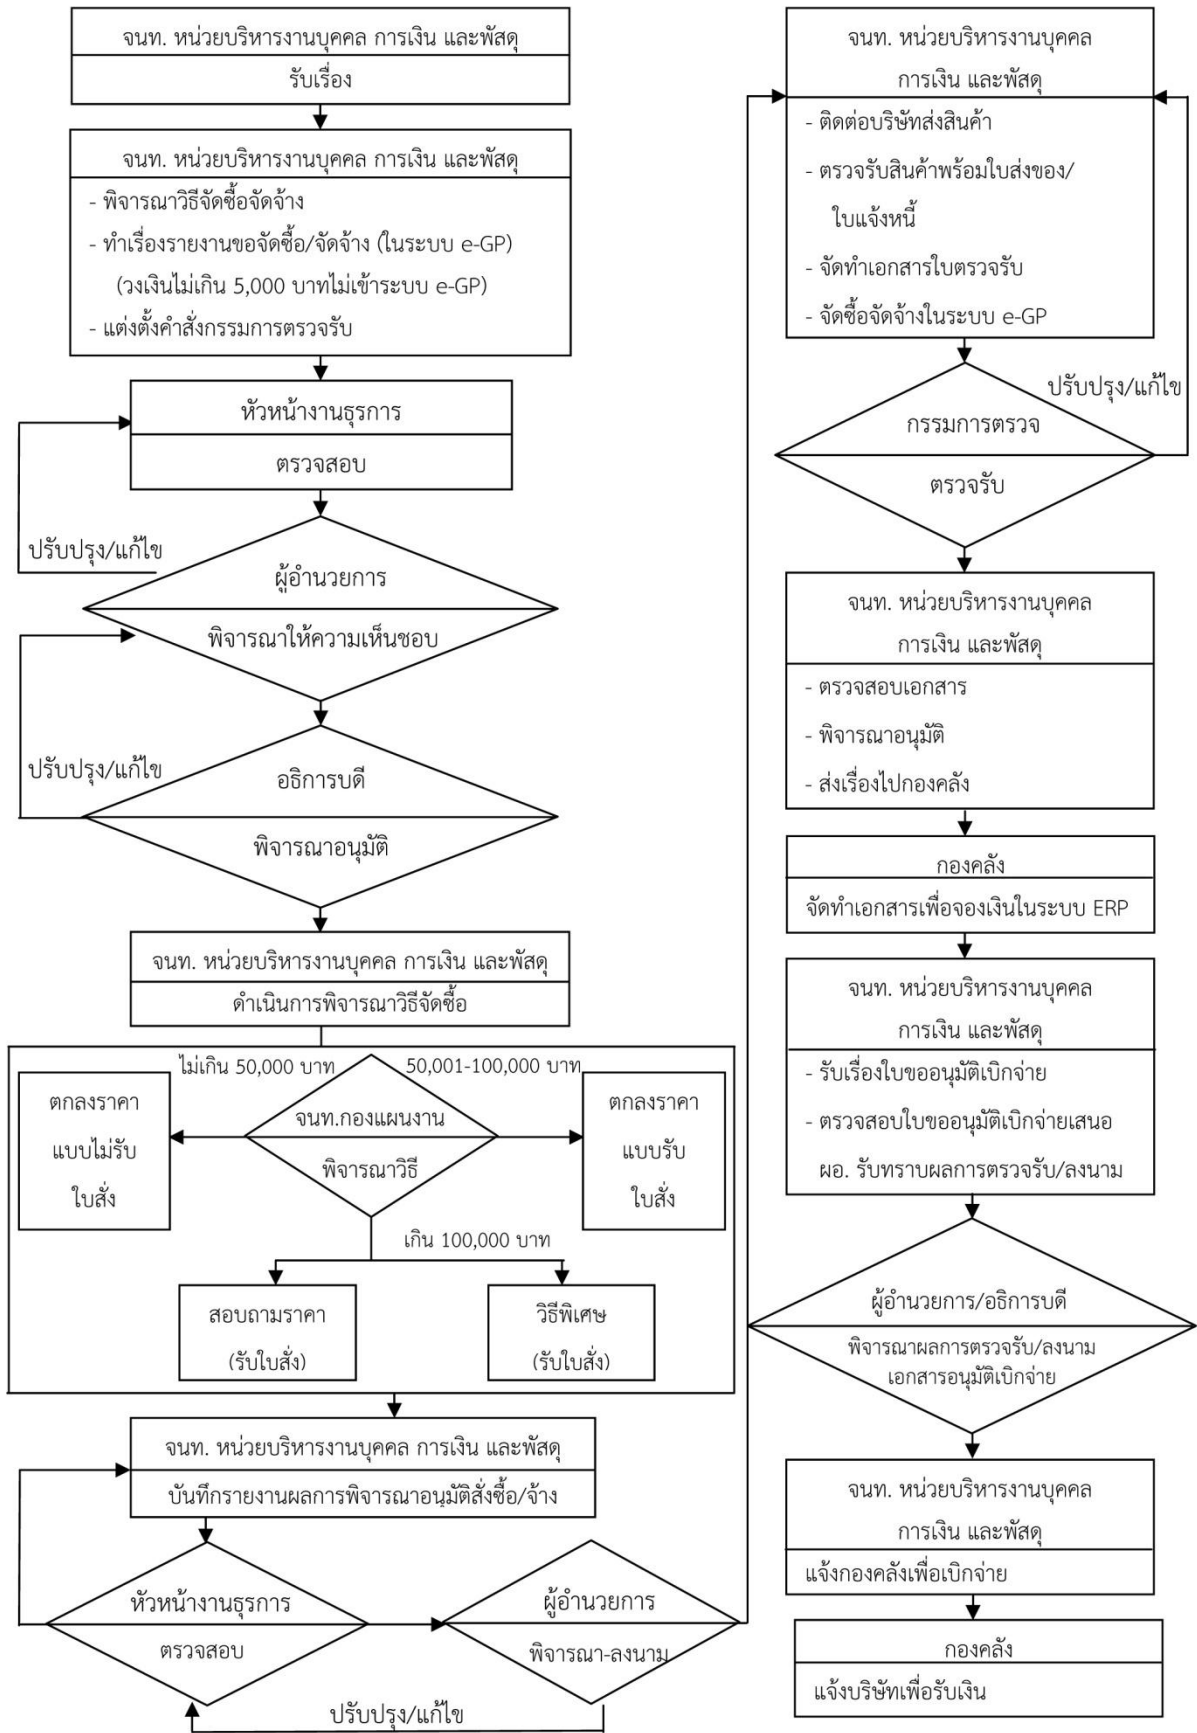 จนท. หน่วยบริหารงานบุคคล การเงิน และพัสดุ
รับเรื่อง
จนท. หน่วยบริหารงานบุคคล การเงิน และพัสดุ
- พิจารณาวิธีจัดซื้อจัดจ้าง
- ทำเรื่องรายงานขอจัดซื้อ/จัดจ้าง (ในระบบ e-GP)
(วงเงินไม่เกิน 5,000 บาทไม่เข้าระบบ e-GP)
- แต่งตั้งคำสั่งกรรมการตรวจรับ
หัวหน้างานธุรการ
ตรวจสอบ
ปรับปรุง/แก้ไข
ผู้อำนวยการ
พิจารณาให้ความเห็นชอบ
ปรับปรุง/แก้ไข
อธิการบดี
พิจารณาอนุมัติ
จนท. หน่วยบริหารงานบุคคล การเงิน และพัสดุ
ดำเนินการพิจารณาวิธีจัดซื้อ
ไม่เกิน 50,000 บาท
50,001-100,000 บาท
ตกลงราคา
แบบไม่รับ
ใบสั่ง
จนท.กองแผนงาน
พิจารณาวิธี
ตกลงราคา
แบบรับ
ใบสั่ง
เกิน 100,000 บาท
สอบถามราคา
(รับใบสั่ง)
วิธีพิเศษ
(รับใบสั่ง)
จนท. หน่วยบริหารงานบุคคล การเงิน และพัสดุ
บันทึกรายงานผลการพิจารณาอนุมัติสั่งซื้อ/จ้าง
หัวหน้างานธุรการ
ตรวจสอบ
ผู้อำนวยการ
พิจารณา-ลงนาม
ปรับปรุง/แก้ไข
จนท. หน่วยบริหารงานบุคคล
การเงิน และพัสดุ
- ติดต่อบริษัทส่งสินค้า
- ตรวจรับสินค้าพร้อมใบส่งของ/
ใบแจ้งหนี้
- จัดทำเอกสารใบตรวจรับ
- จัดซื้อจัดจ้างในระบบ e-GP
ปรับปรุง/แก้ไข
กรรมการตรวจ
ตรวจรับ
จนท. หน่วยบริหารงานบุคคล
การเงิน และพัสดุ
- ตรวจสอบเอกสาร
- พิจารณาอนุมัติ
- ส่งเรื่องไปกองคลัง
กองคลัง
จัดทำเอกสารเพื่อจองเงินในระบบ ERP
จนท. หน่วยบริหารงานบุคคล
การเงิน และพัสดุ
- รับเรื่องใบขออนุมัติเบิกจ่าย
- ตรวจสอบใบขออนุมัติเบิกจ่ายเสนอ
ผอ. รับทราบผลการตรวจรับ/ลงนาม
ผู้อำนวยการ/อธิการบดี
พิจารณาผลการตรวจรับ/ลงนาม
เอกสารอนุมัติเบิกจ่าย
จนท. หน่วยบริหารงานบุคคล
การเงิน และพัสดุ
แจ้งกองคลังเพื่อเบิกจ่าย
กองคลัง
แจ้งบริษัทเพื่อรับเงิน